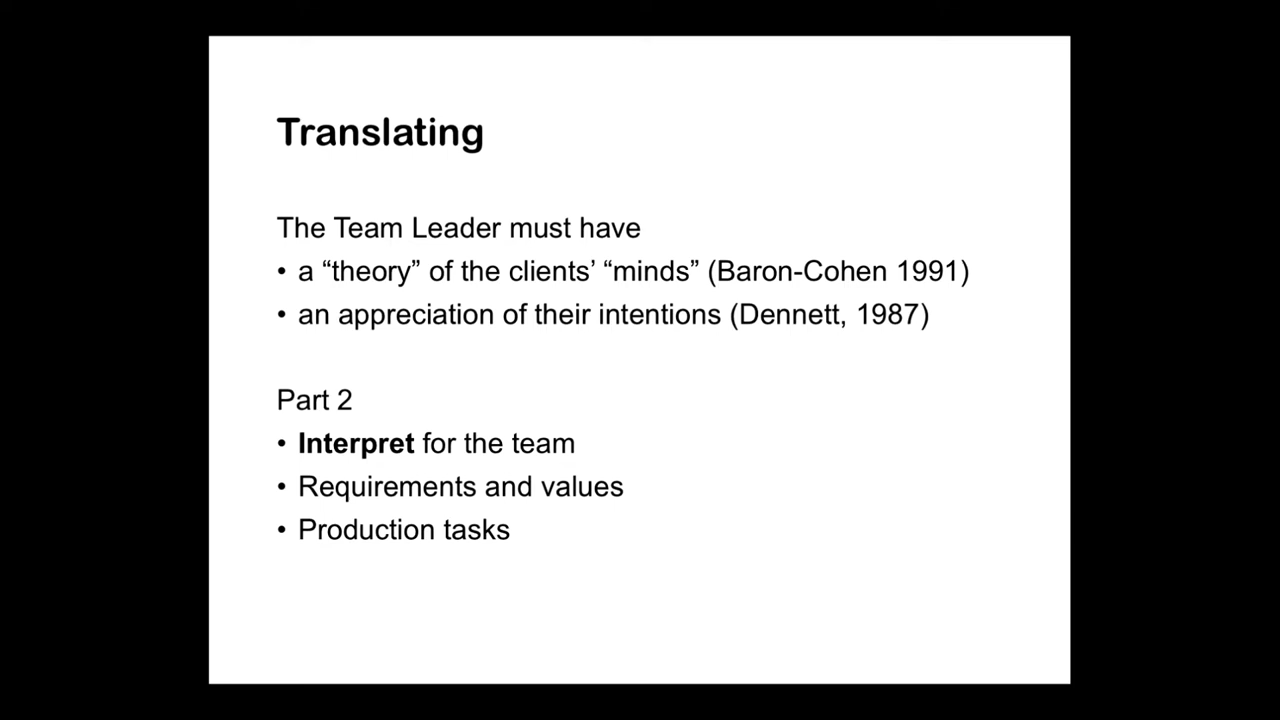 Translating
The Team Leader must have
• a “theory” of the clients’ “minds” (Baron-Cohen 1991)
• an appreciation of their intentions (Dennett, 1987)
Part 2
• Interpret for the team
• Requirements and values
• Production tasks